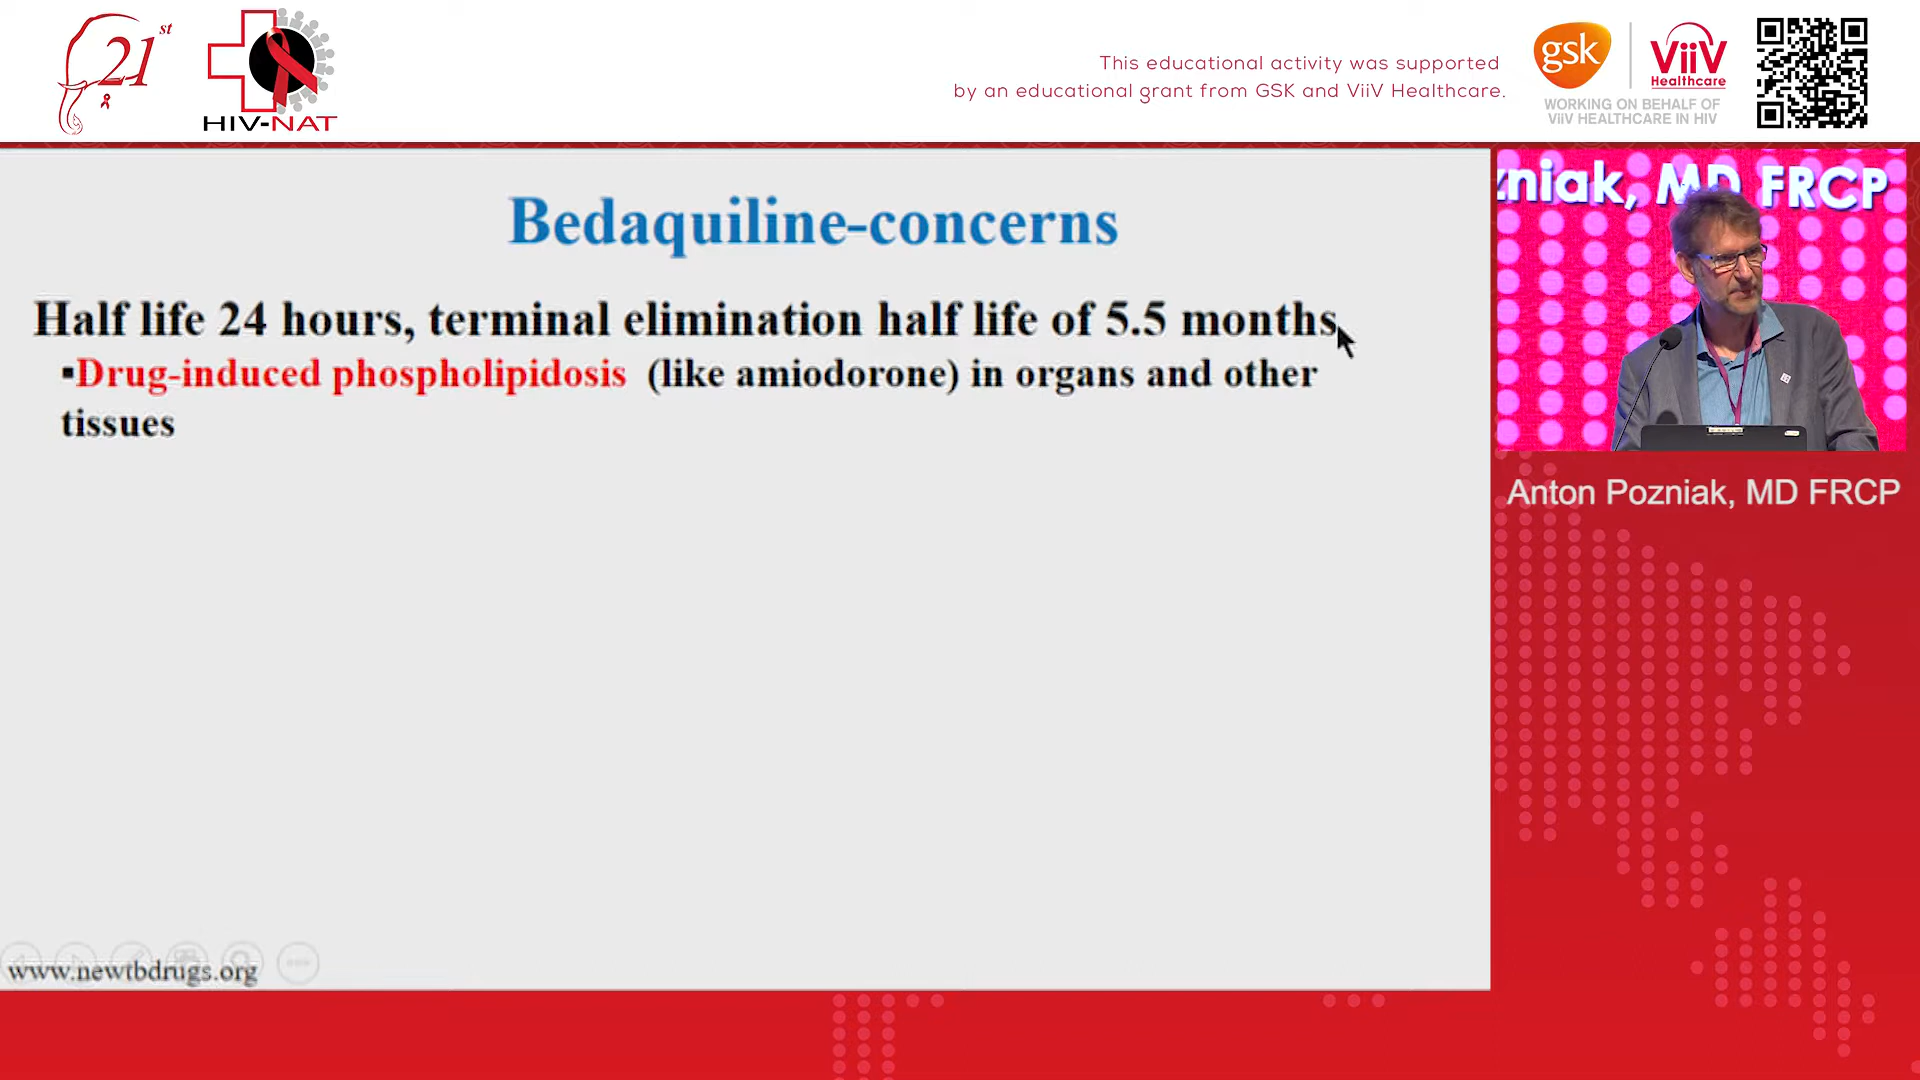 21st
HIV-NAT
This educational activity was supported
by an educational grant from GSK and ViiV Healthcare.
gsk
ViiV
Healthcare
WORKING ON BEHALF OF
ViiV HEALTHCARE IN HIV
zniak, MD FRCP
Bedaquiline-concerns
Half life 24 hours, terminal elimination half life of 5.5 months
▪Drug-induced phospholipidosis (like amiodorone) in organs and other
tissues
Anton Pozniak, MD FRCP
www.newtbdrugs.org